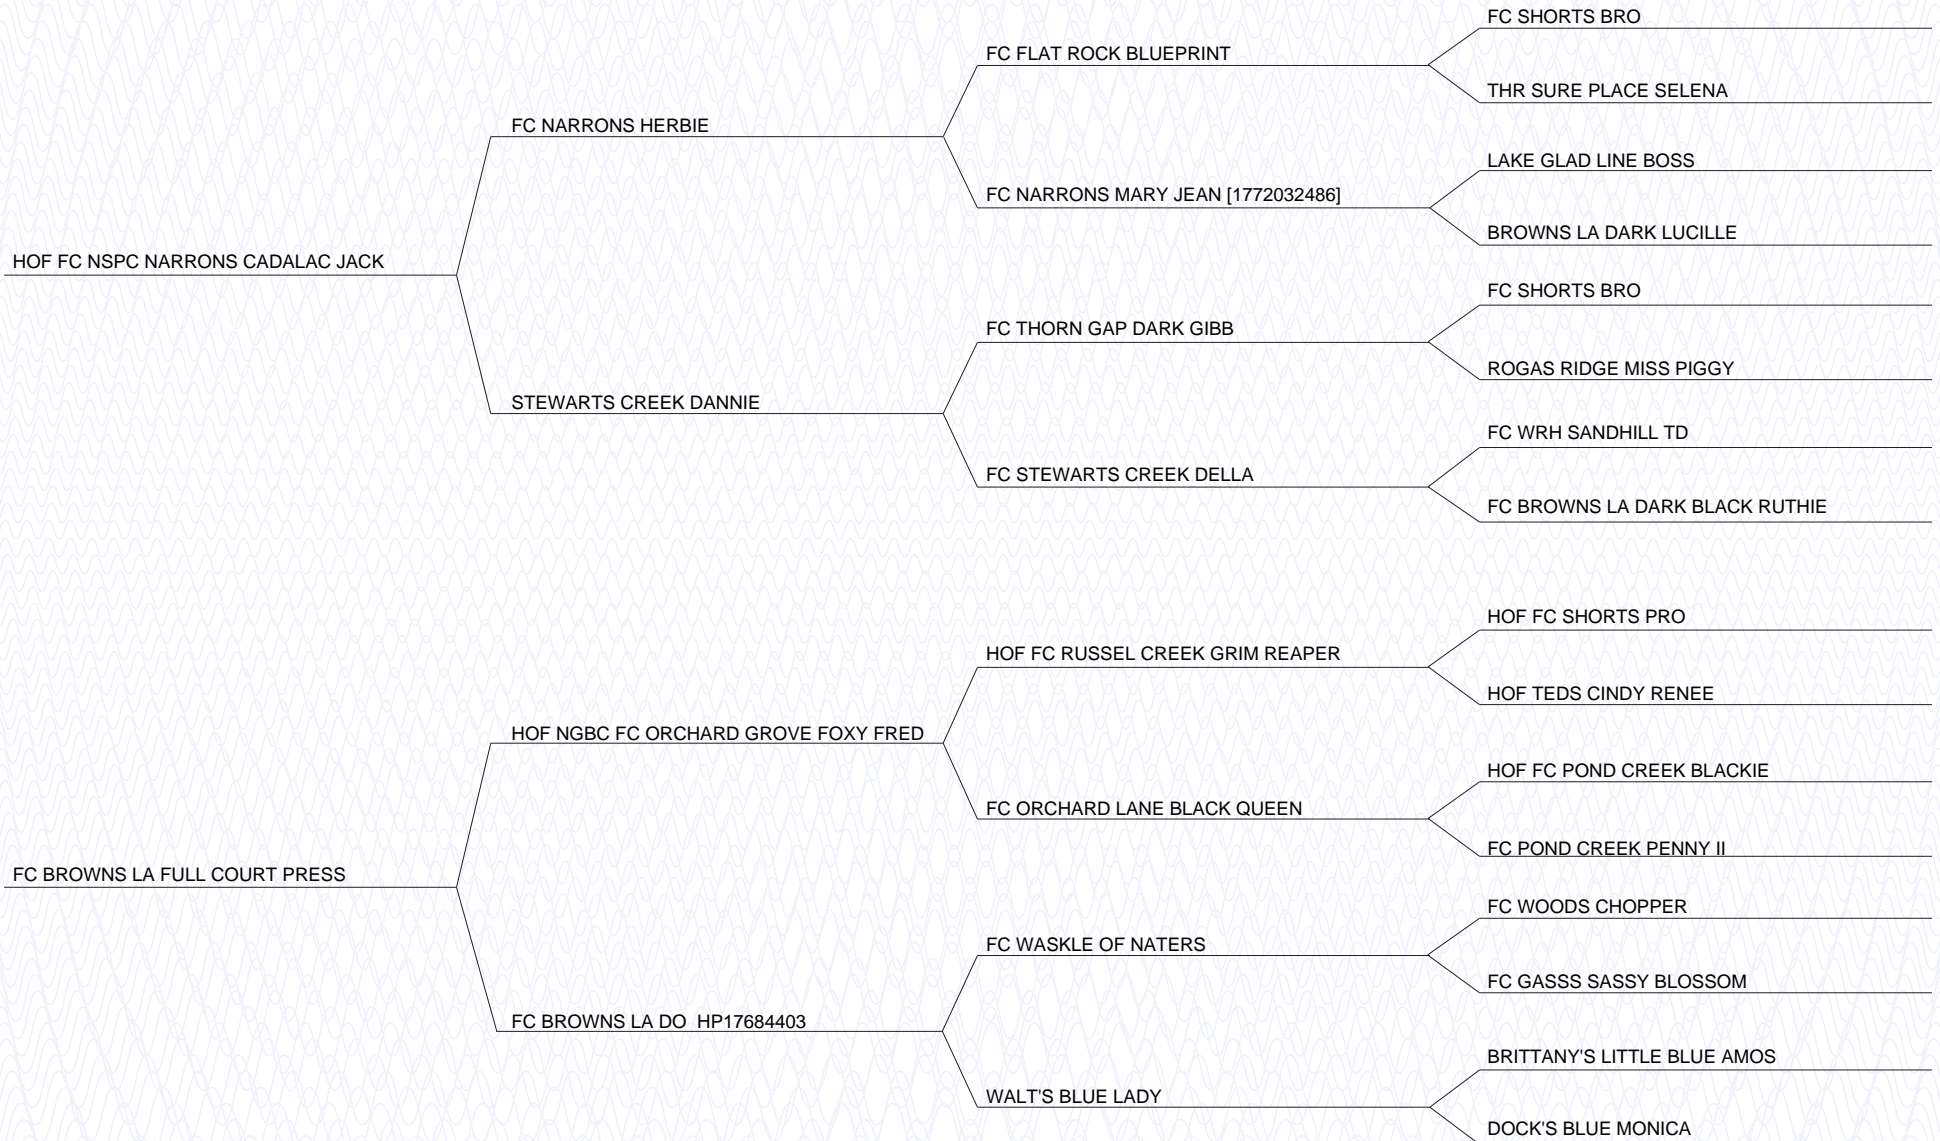 FC SHORTS BRO
FC FLAT ROCK BLUEPRINT
THR SURE PLACE SELENA
FC NARRONS HERBIE
LAKE GLAD LINE BOSS
FC NARRONS MARY JEAN [1772032486]
BROWNS LA DARK LUCILLE
HOF FC NSPC NARRONS CADALAC JACK
FC SHORTS BRO
FC THORN GAP DARK GIBB
ROGAS RIDGE MISS PIGGY
STEWARTS CREEK DANNIE
FC WRH SANDHILL TD
FC STEWARTS CREEK DELLA
FC BROWNS LA DARK BLACK RUTHIE
HOF FC SHORTS PRO
HOF FC RUSSEL CREEK GRIM REAPER
HOF TEDS CINDY RENEE
HOF NGBC FC ORCHARD GROVE FOXY FRED
HOF FC POND CREEK BLACKIE
FC ORCHARD LANE BLACK QUEEN
FC POND CREEK PENNY II
FC BROWNS LA FULL COURT PRESS
FC WOODS CHOPPER
FC WASKLE OF NATERS
FC GASSS SASSY BLOSSOM
FC BROWNS LA DO  HP17684403
BRITTANY'S LITTLE BLUE AMOS
WALT'S BLUE LADY
DOCK'S BLUE MONICA